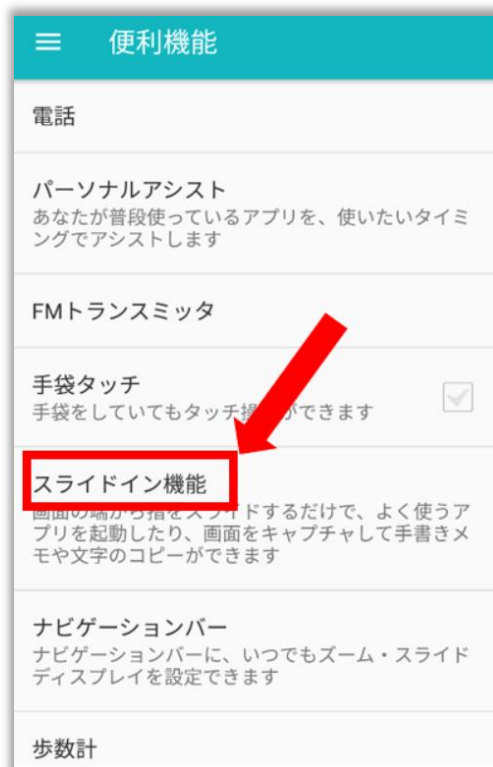 便利機能
電話
パーソナルアシスト
あなたが普段使っているアプリを、使いたいタイミ
ングでアシストします
FMトランスミッタ
手袋タッチ
手袋をしていてもタッチ操ができます
スライドイン機能
画面の端から指をスライドするだけで、よく使うア
プリを起動したり、画面をキャプチャして手書きメ
モや文字のコピーができます
ナビゲーションバー
ナビゲーションバーに、いつでもズーム・スライド
ディスプレイを設定できます
歩数計